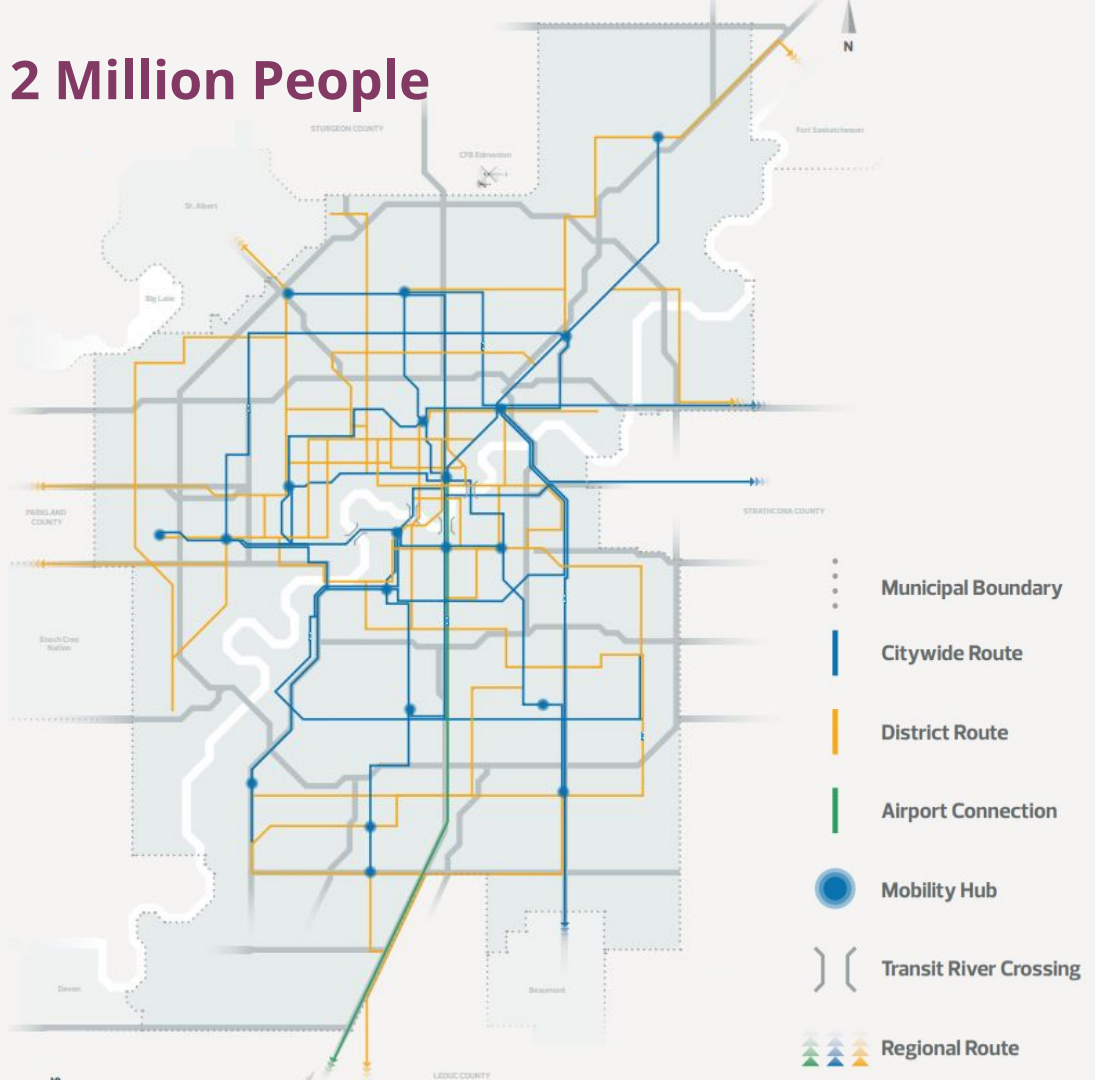 2 Million People
N
STURGEON COUNTY
CFB Edmonton
Fort Saskatchewan
St. Albert
Big Lake
PARKLAND
COUNTY
STRATHCONA COUNTY
Enoch Cree
Nation
Devon
Beaumont
LEDUC COUNTY
Municipal Boundary
Citywide Route
District Route
Airport Connection
Mobility Hub
Transit River Crossing
Regional Route